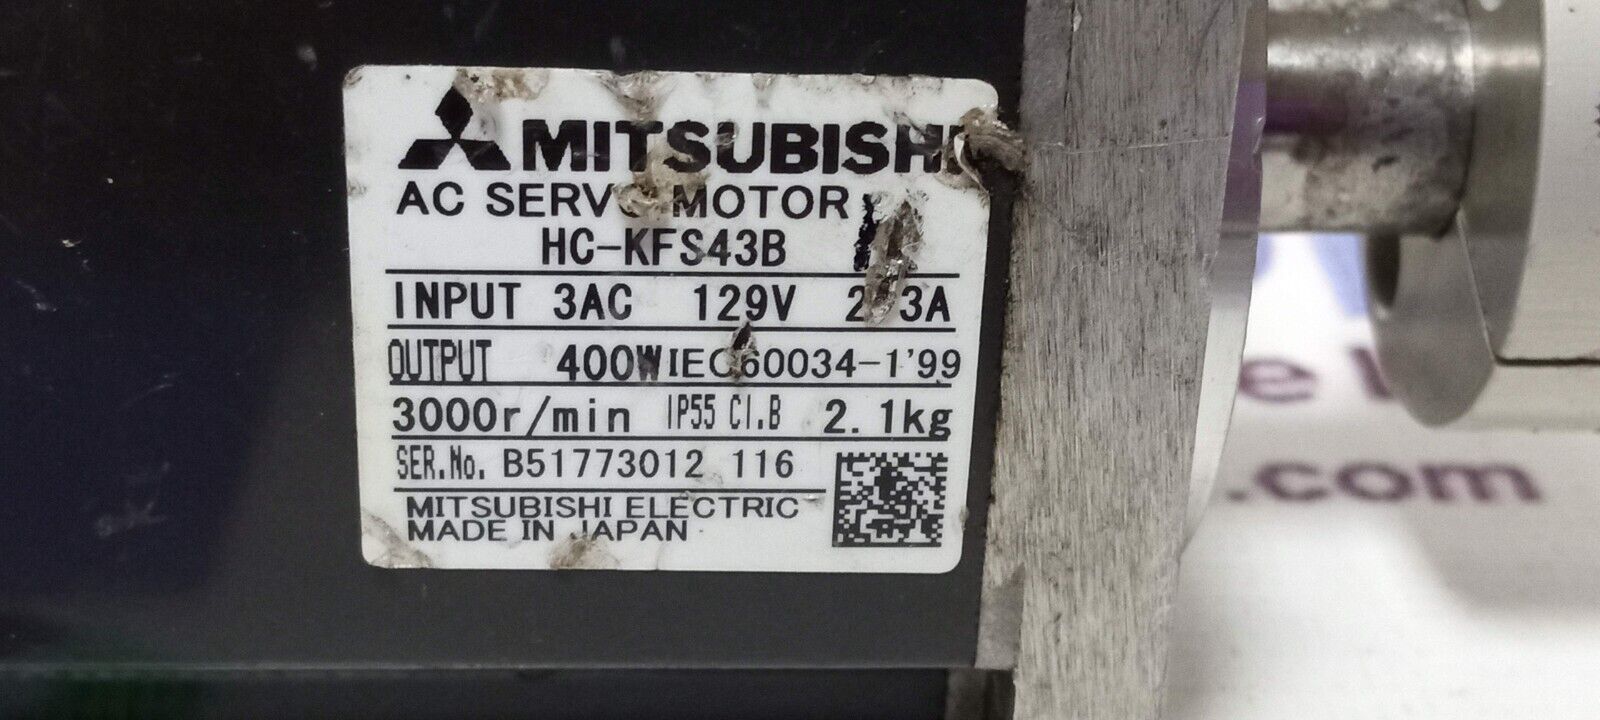 MITSUBISHI
AC SERVO MOTOR
HC-KFS43B
INPUT 3AC 129V
OUTPUT 400W IEC60034-1'99
3000r/min IP55 CI.B 2.1kg
SER.No. B51773012 116
MITSUBISHI ELECTRIC
MADE IN JAPAN
.com